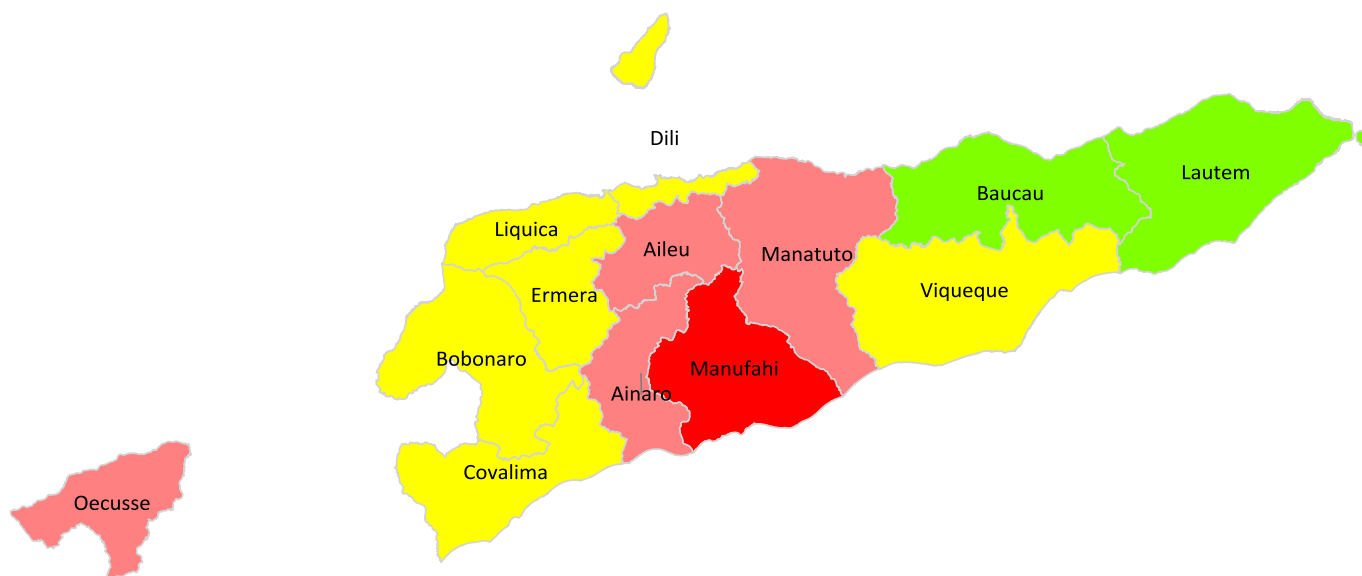 Dili
Lautem
Baucau
Liquica
Aileu
Manatuto
Viqueque
Ermera
Bobonaro
Manufahi
Ainaro
Covalima
Oecusse